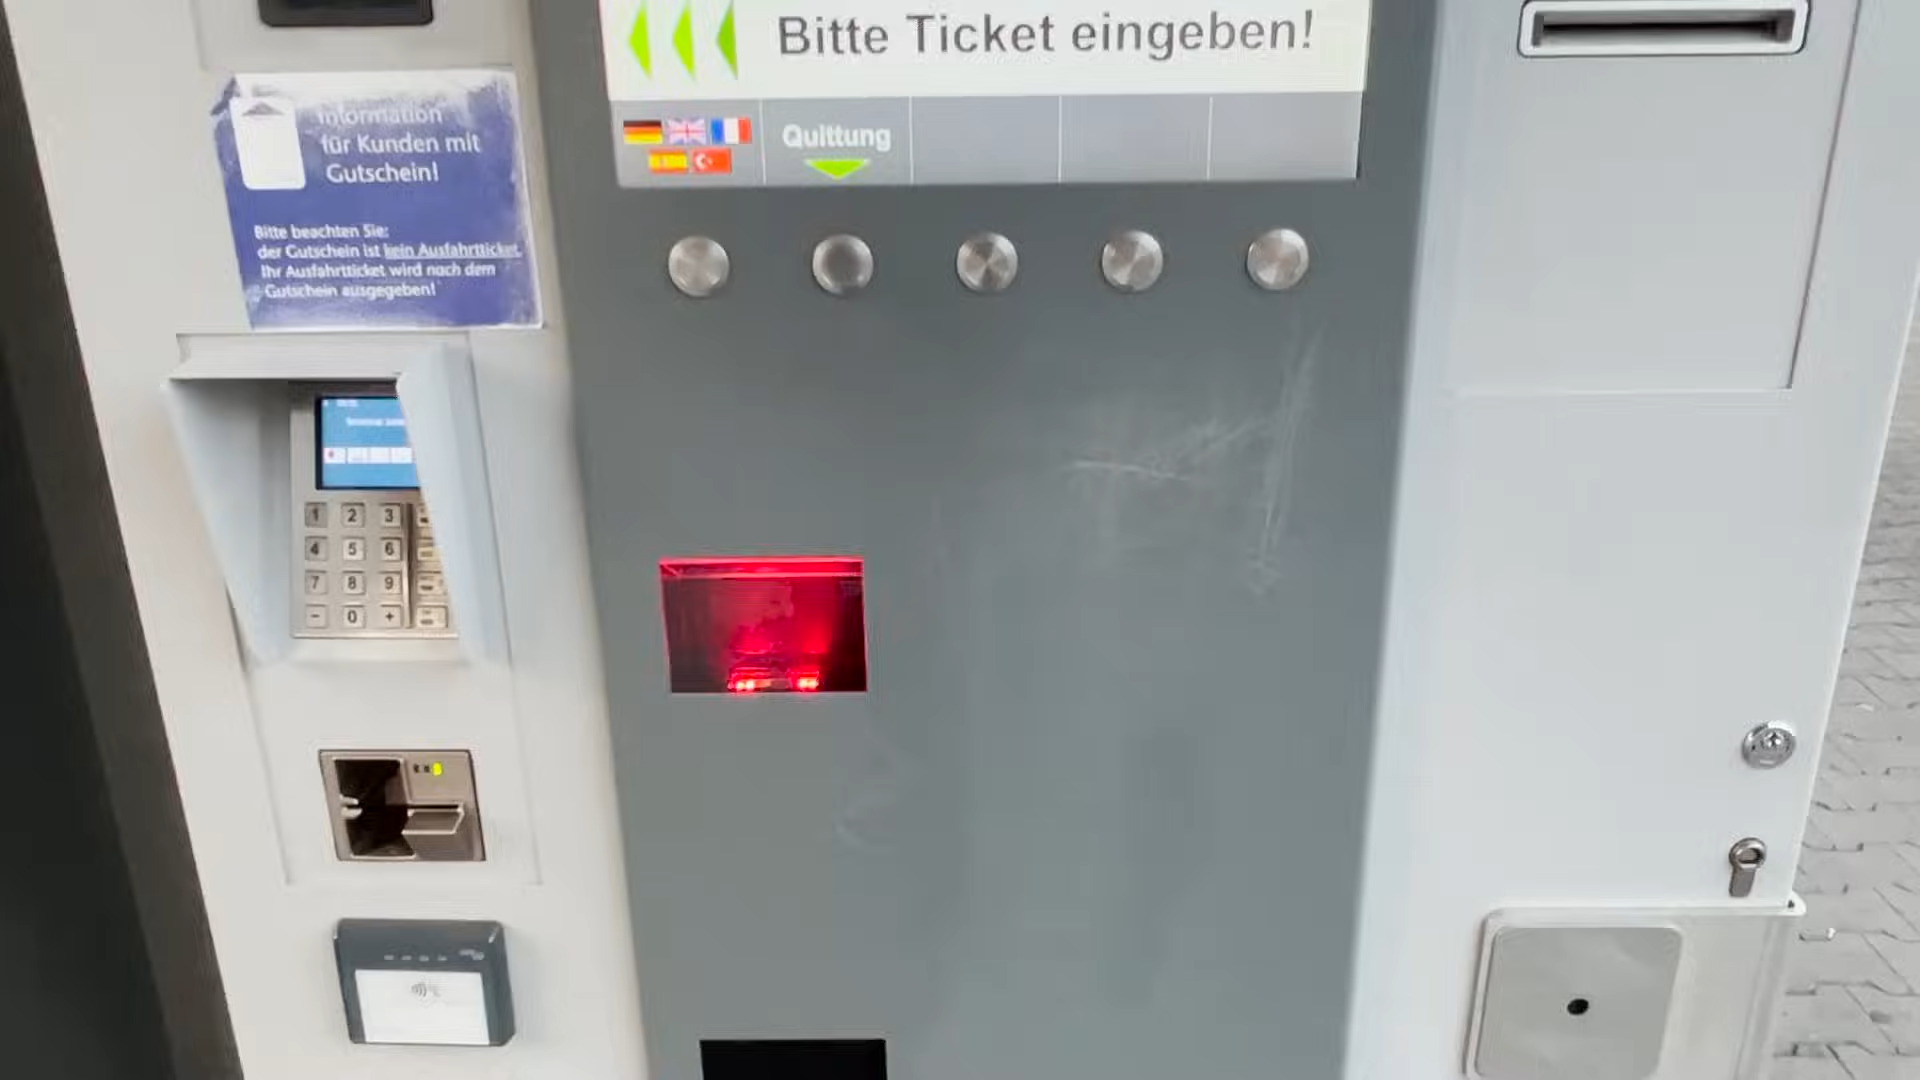 Bitte Ticket eingeben!
Quittung
Information
für Kunden mit
Gutschein!
Bitte beachten Sie:
der Gutschein ist kein Ausfahrtticket.
Ihr Ausfahrtticket wird nach dem
Gutschein ausgegeben!
1 2 3
4 5 6
7 8 9
- 0 +